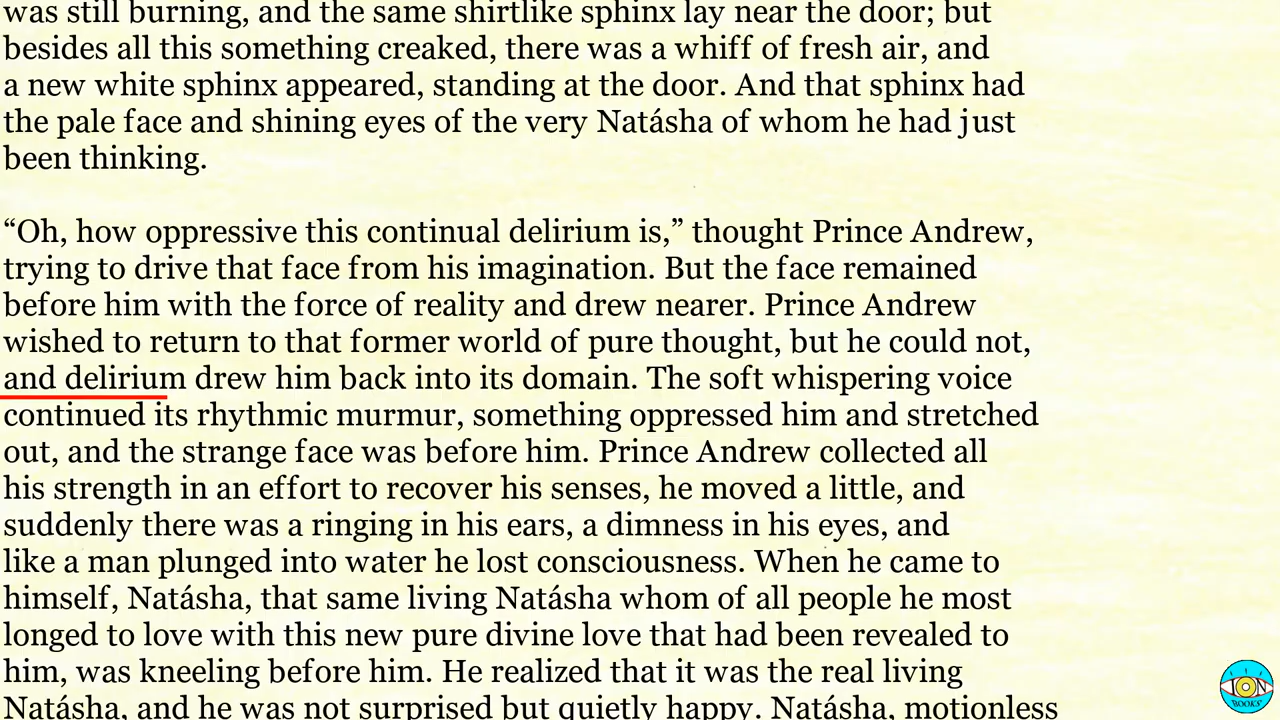 was still burning, and the same shirtlike sphinx lay near the door; but
besides all this something creaked, there was a whiff of fresh air, and
a new white sphinx appeared, standing at the door. And that sphinx had
the pale face and shining eyes of the very Natásha of whom he had just
been thinking.
“Oh, how oppressive this continual delirium is,” thought Prince Andrew,
trying to drive that face from his imagination. But the face remained
before him with the force of reality and drew nearer. Prince Andrew
wished to return to that former world of pure thought, but he could not,
and delirium drew him back into its domain. The soft whispering voice
continued its rhythmic murmur, something oppressed him and stretched
out, and the strange face was before him. Prince Andrew collected all
his strength in an effort to recover his senses, he moved a little, and
suddenly there was a ringing in his ears, a dimness in his eyes, and
like a man plunged into water he lost consciousness. When he came to
himself, Natásha, that same living Natásha whom of all people he most
longed to love with this new pure divine love that had been revealed to
him, was kneeling before him. He realized that it was the real living
Natásha, and he was not surprised but quietly happy. Natásha, motionless
ION
BOOKS